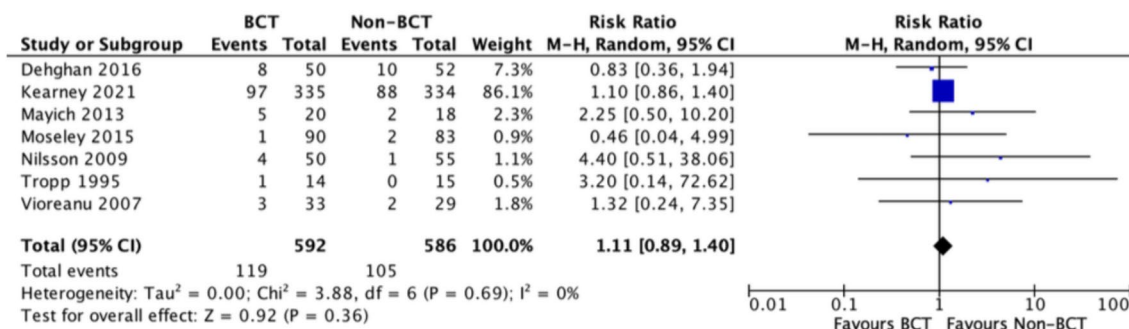 BCT Non-BCT Risk Ratio Risk Ratio
Study or Subgroup Events Total Events Total Weight M-H, Random, 95% CI M-H, Random, 95% CI
Dehghan 2016 8 50 10 52 7.3% 0.83 [0.36, 1.94]
Kearney 2021 97 335 88 334 86.1% 1.10 [0.86, 1.40]
Mayich 2013 5 20 2 18 2.3% 2.25 [0.50, 10.20]
Moseley 2015 1 90 2 83 0.9% 0.46 [0.04, 4.99]
Nilsson 2009 4 50 1 55 1.1% 4.40 [0.51, 38.06]
Tropp 1995 1 14 0 15 0.5% 3.20 [0.14, 72.62]
Vioreanu 2007 3 33 2 29 1.8% 1.32 [0.24, 7.35]
Total (95% CI) 592 586 100.0% 1.11 [0.89, 1.40]
Total events 119 105
Heterogeneity: Tau² = 0.00; Chi² = 3.88, df = 6 (P = 0.69); I² = 0%
Test for overall effect: Z = 0.92 (P = 0.36)
0.01 0.1 1 10 100
Favours BCT Favours Non-BCT